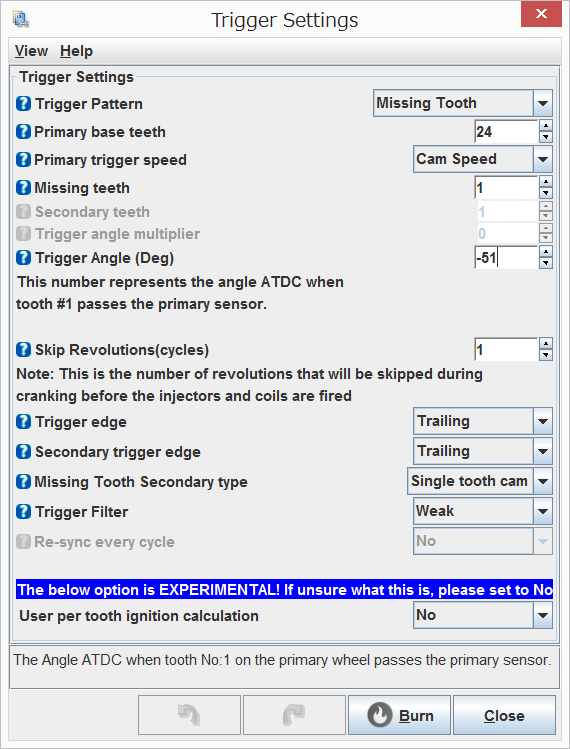 Trigger Settings
View Help
Trigger Settings
Trigger Pattern Missing Tooth
Primary base teeth 24
Primary trigger speed Cam Speed
Missing teeth 1
Secondary teeth 1
Trigger angle multiplier 0
Trigger Angle (Deg) -51
This number represents the angle ATDC when
tooth #1 passes the primary sensor.
Skip Revolutions(cycles) 1
Note: This is the number of revolutions that will be skipped during
cranking before the injectors and coils are fired
Trigger edge Trailing
Secondary trigger edge Trailing
Missing Tooth Secondary type Single tooth cam
Trigger Filter Weak
Re-sync every cycle No
The below option is EXPERIMENTAL! If unsure what this is, please set to No
User per tooth ignition calculation No
The Angle ATDC when tooth No:1 on the primary wheel passes the primary sensor.
Burn Close